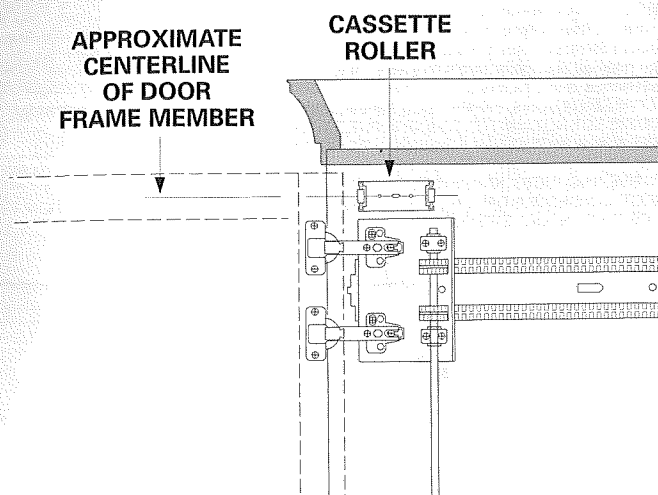 APPROXIMATE
CENTERLINE
OF DOOR
FRAME MEMBER
CASSETTE
ROLLER